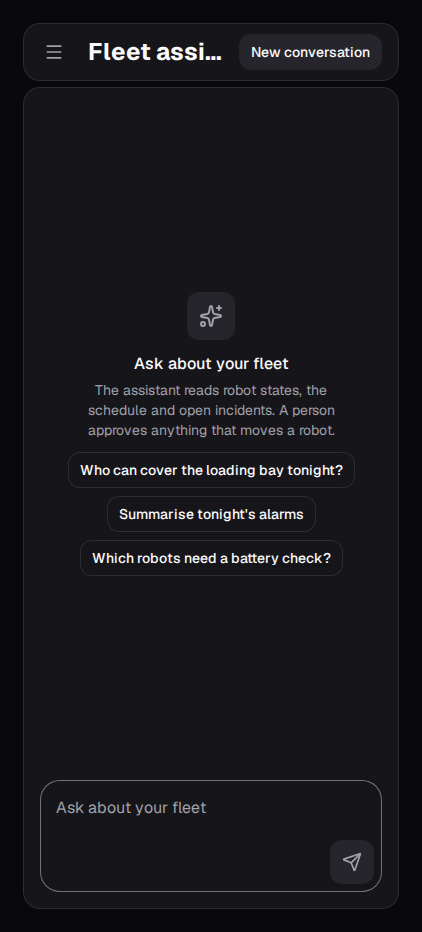 Fleet assi...
New conversation
Ask about your fleet
The assistant reads robot states, the
schedule and open incidents. A person
approves anything that moves a robot.
Who can cover the loading bay tonight?
Summarise tonight's alarms
Which robots need a battery check?
Ask about your fleet